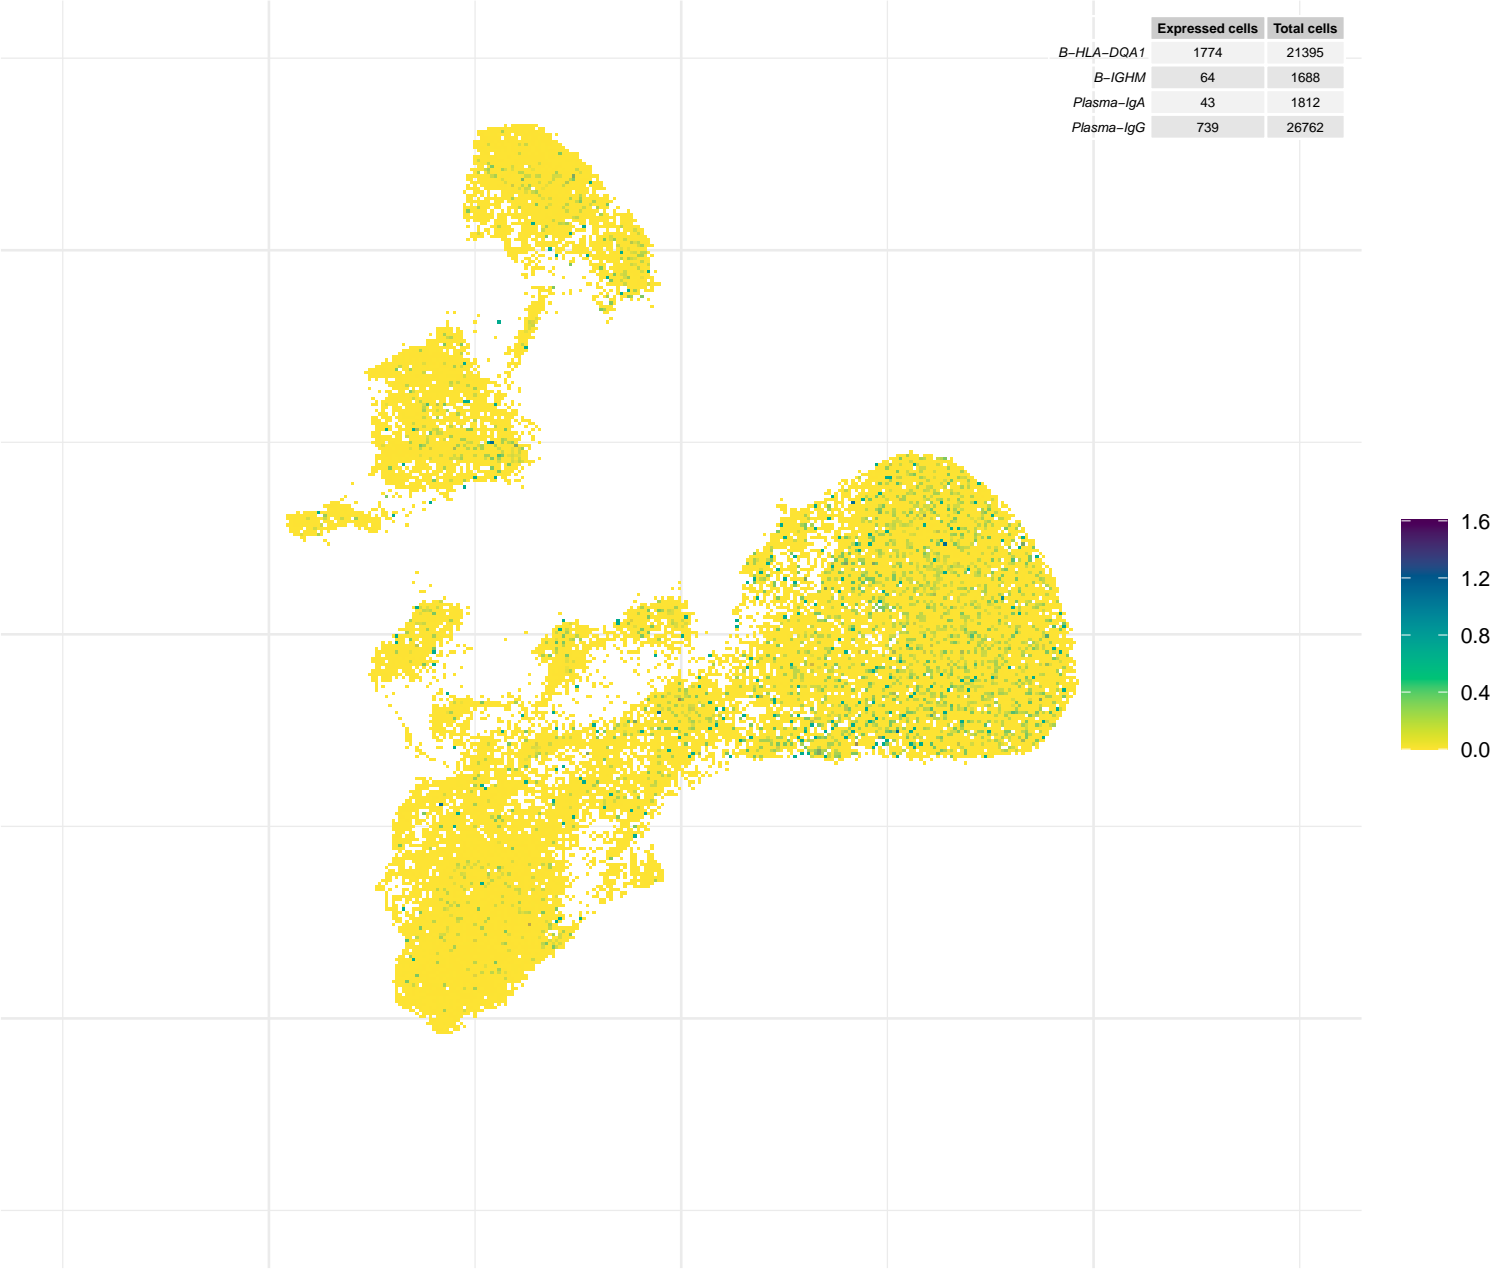 Expressed cells Total cells
B−HLA−DQA1 1774 21395
B−IGHM 64 1688
Plasma−IgA 43 1812
Plasma−IgG 739 26762
1.6
1.2
0.8
0.4
0.0